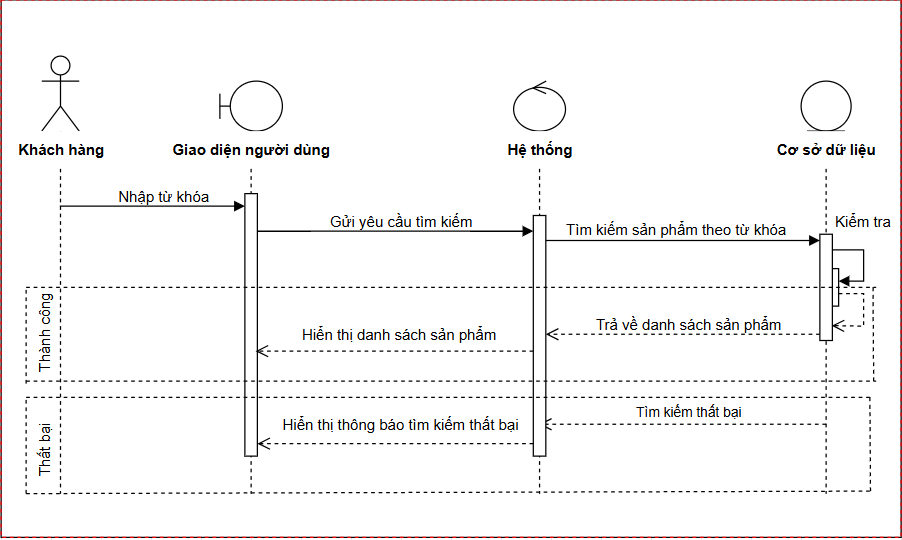 Khách hàng
Giao diện người dùng
Hệ thống
Cơ sở dữ liệu
Nhập từ khóa
Gửi yêu cầu tìm kiếm
Tìm kiếm sản phẩm theo từ khóa
Kiểm tra
Thành công
Trả về danh sách sản phẩm
Hiển thị danh sách sản phẩm
Thất bại
Tìm kiếm thất bại
Hiển thị thông báo tìm kiếm thất bại